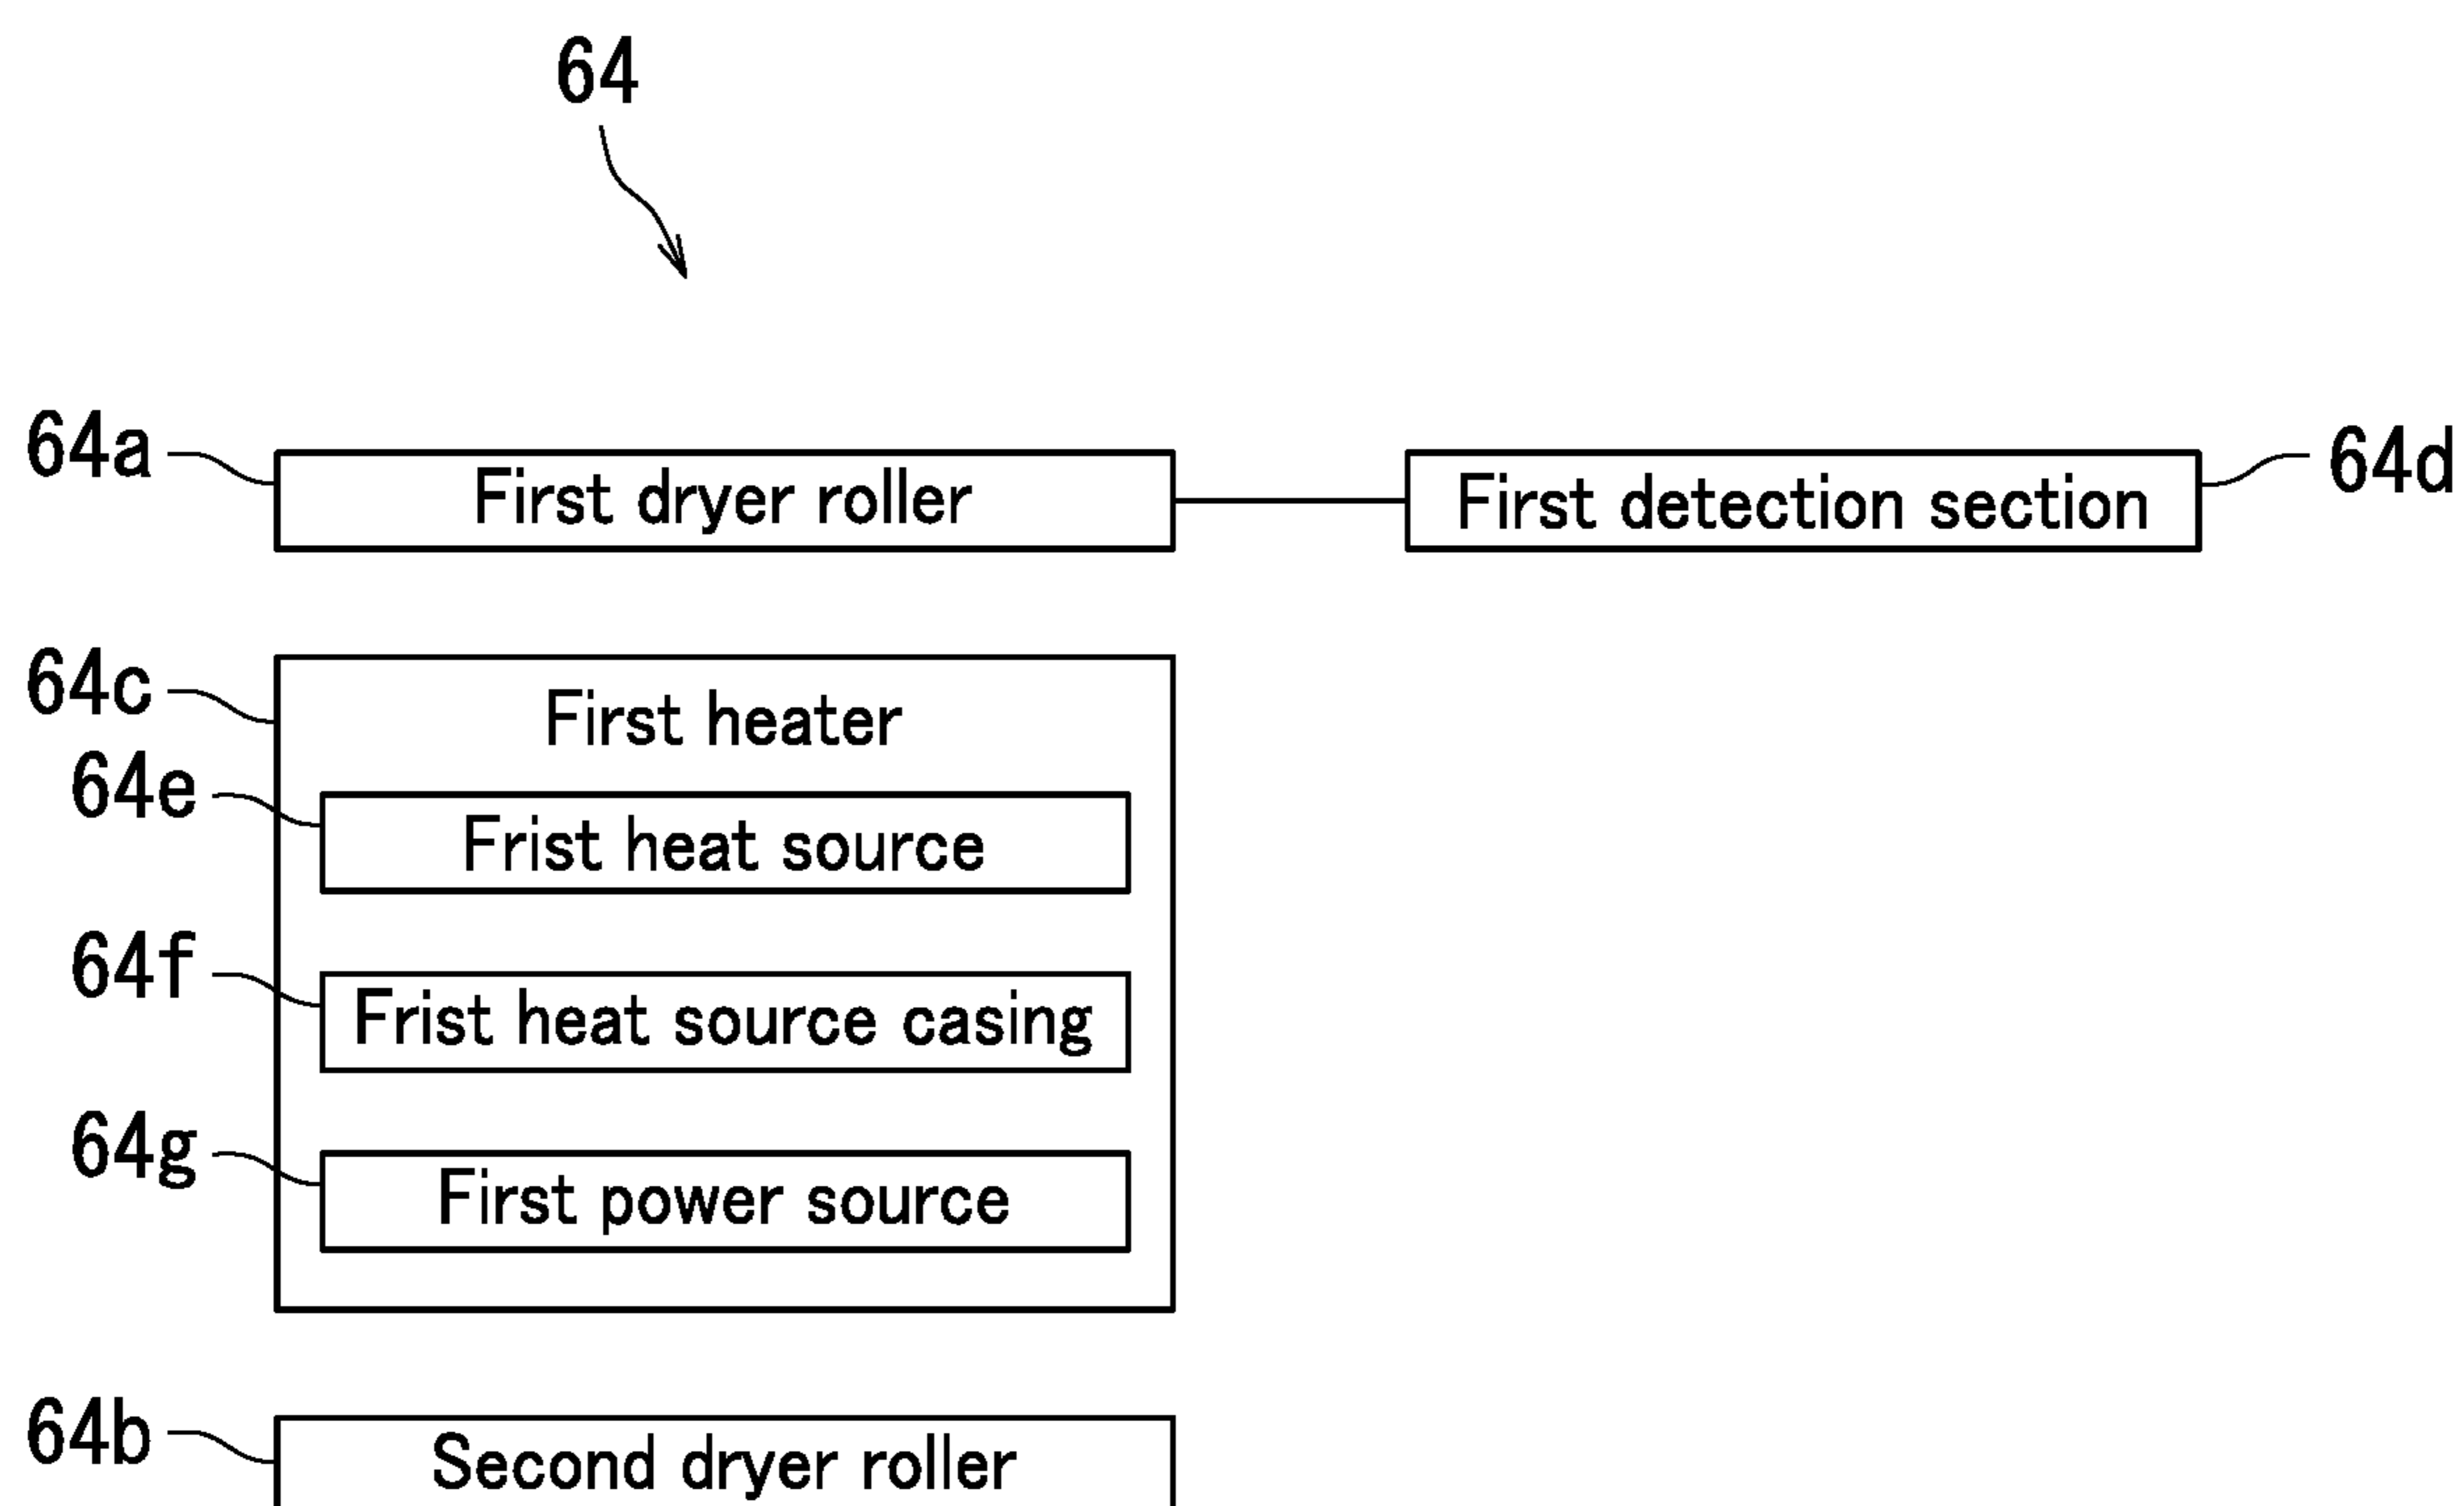 64
64a First dryer roller First detection section 64d
64c First heater
64e Frist heat source
64f Frist heat source casing
64g First power source
64b Second dryer roller